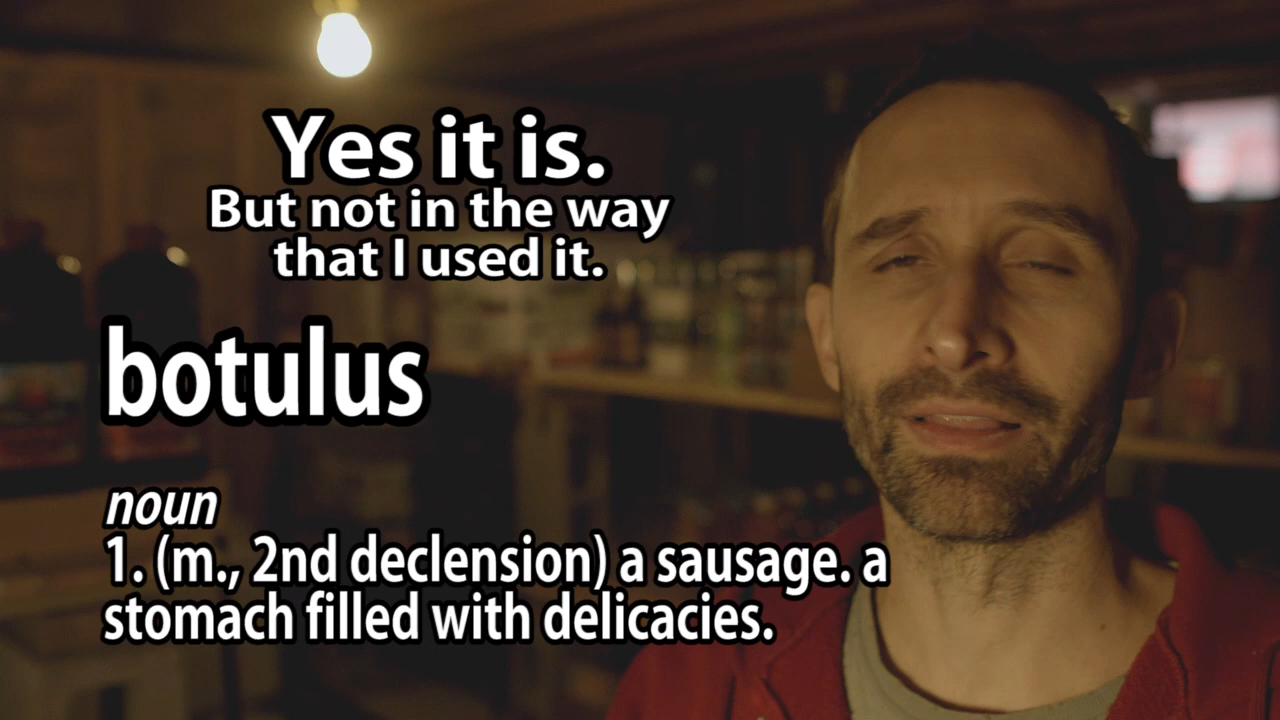 Yes it is.
But not in the way
that I used it.
botulus
noun
1. (m., 2nd declension) a sausage. a
stomach filled with delicacies.